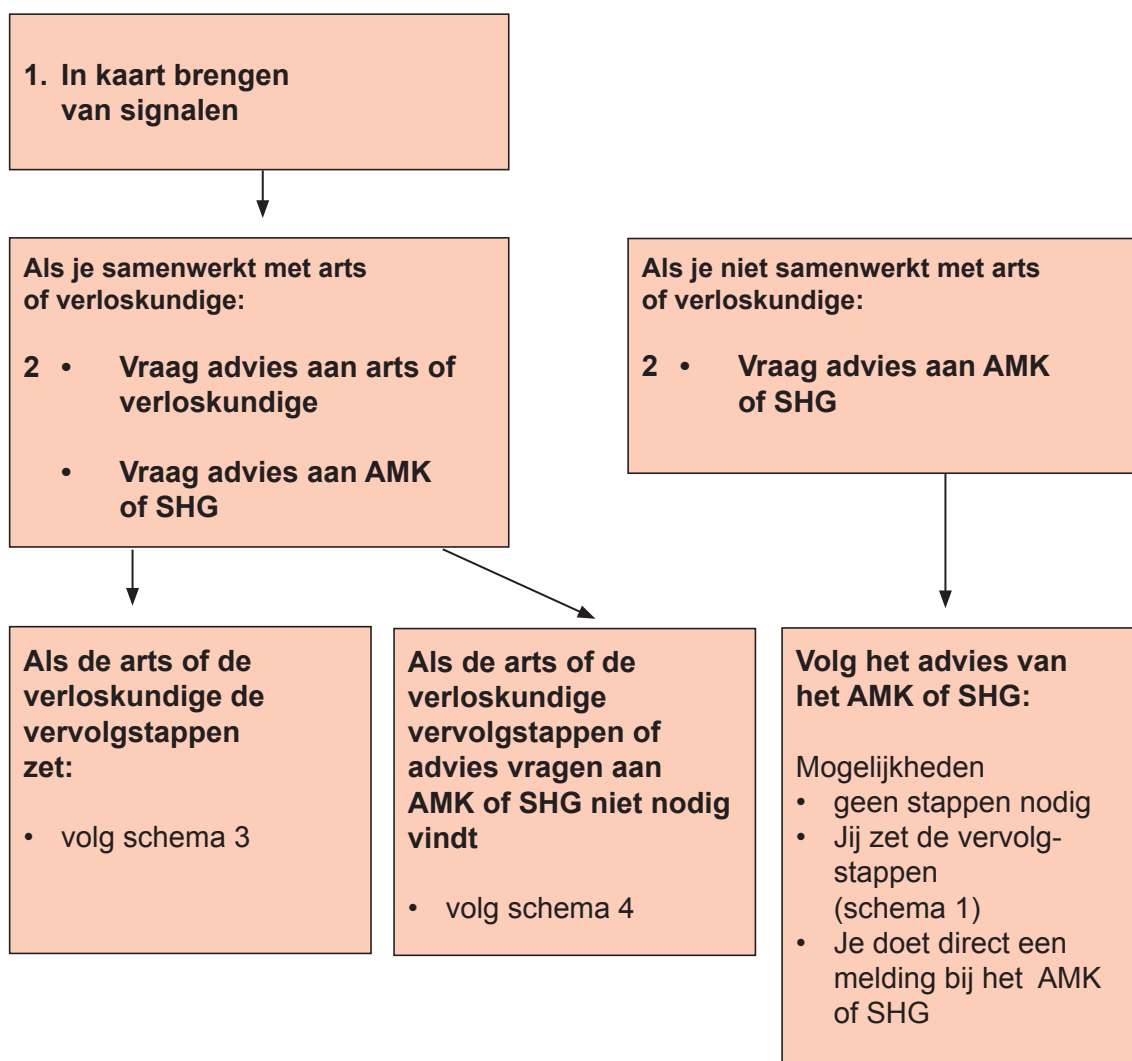 1. In kaart brengen
van signalen
Als je samenwerkt met arts
of verloskundige:
2 • Vraag advies aan arts of
verloskundige
• Vraag advies aan AMK
of SHG
Als je niet samenwerkt met arts
of verloskundige:
2 • Vraag advies aan AMK
of SHG
Als de arts of de
verloskundige de
vervolgstappen
zet:
• volg schema 3
Als de arts of de
verloskundige
vervolgstappen of
advies vragen aan
AMK of SHG niet nodig
vindt
• volg schema 4
Volg het advies van
het AMK of SHG:
Mogelijkheden
• geen stappen nodig
• Jij zet de vervolg-
stappen
(schema 1)
• Je doet direct een
melding bij het AMK
of SHG